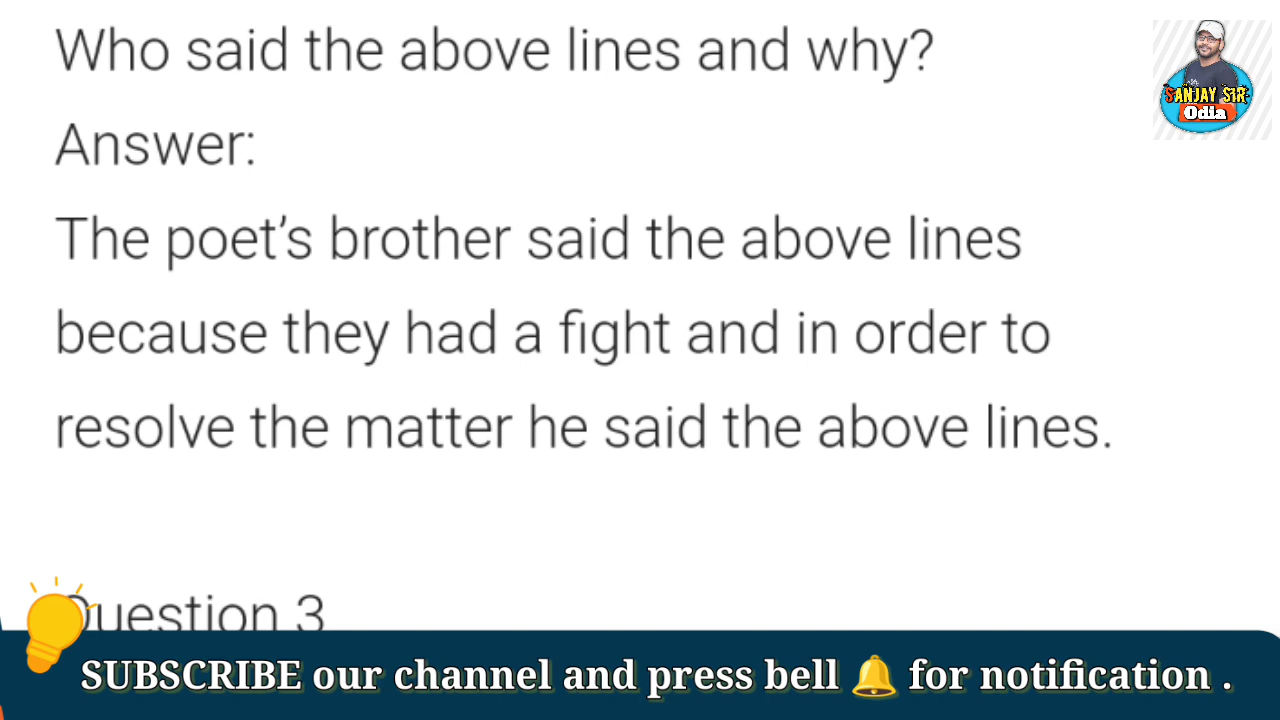 Who said the above lines and why?
SANJAY SIR
Odia
Answer:
The poet's brother said the above lines
because they had a fight and in order to
resolve the matter he said the above lines.
Question 3
SUBSCRIBE our channel and press bell 🔔 for notification .